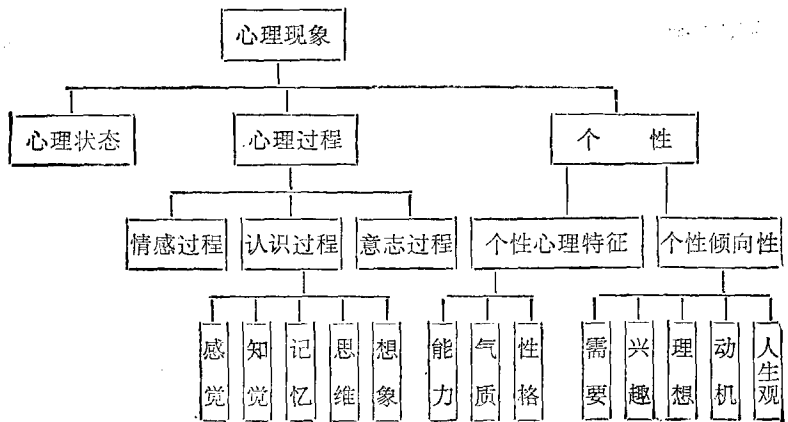 心理现象
心理状态
心理过程
个 性
情感过程
认识过程
意志过程
个性心理特征
个性倾向性
感觉
知觉
记忆
思维
想象
能力
气质
性格
需要
兴趣
理想
动机
人生观